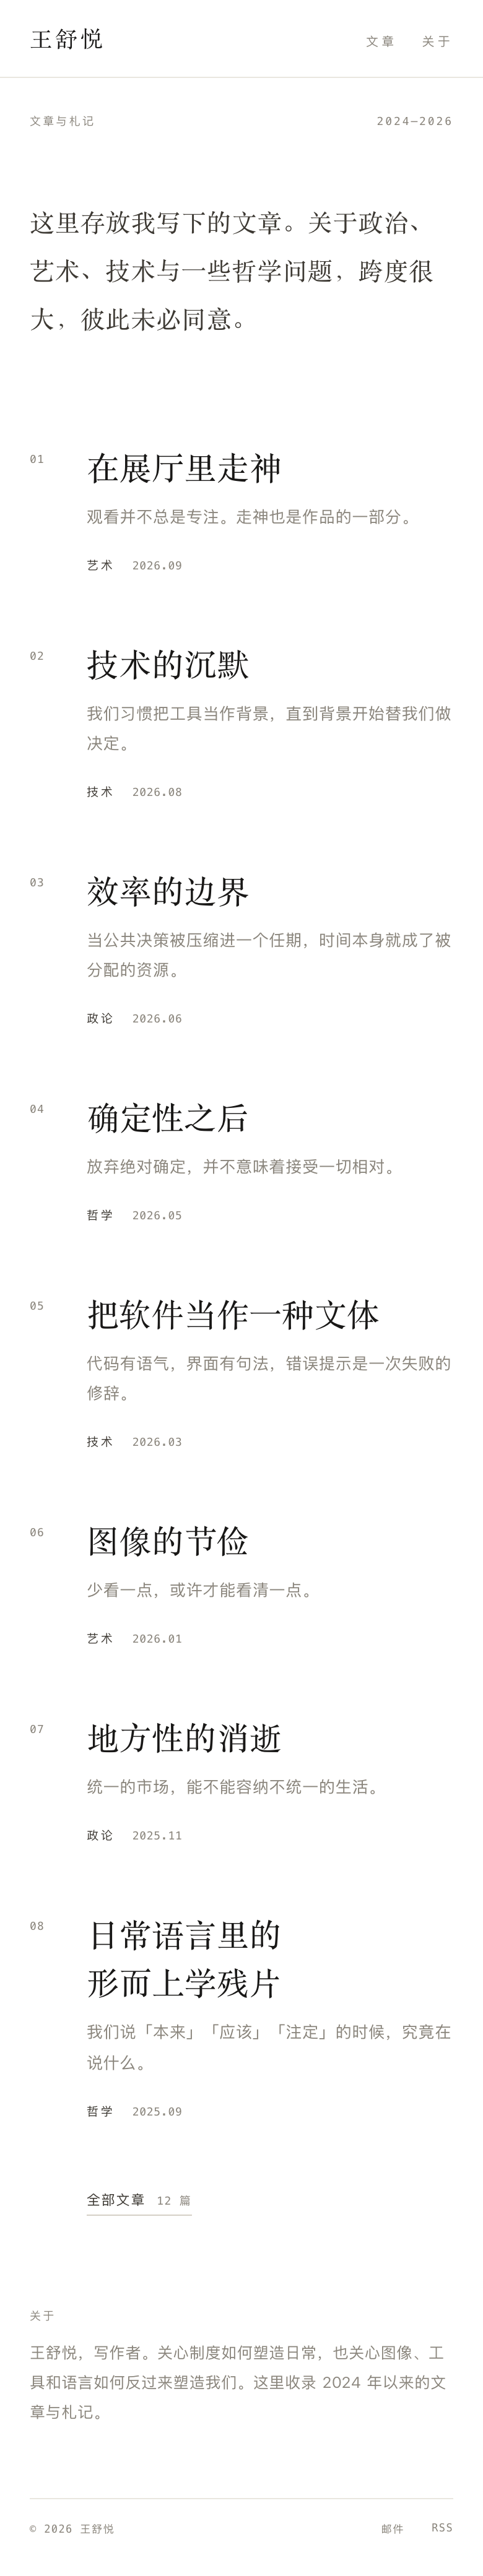 王舒悦
文章 关于
文章与札记 2024—2026
这里存放我写下的文章。关于政治、
艺术、技术与一些哲学问题，跨度很
大，彼此未必同意。
01 在展厅里走神
观看并不总是专注。走神也是作品的一部分。
艺术 2026.09
02 技术的沉默
我们习惯把工具当作背景，直到背景开始替我们做
决定。
技术 2026.08
03 效率的边界
当公共决策被压缩进一个任期，时间本身就成了被
分配的资源。
政论 2026.06
04 确定性之后
放弃绝对确定，并不意味着接受一切相对。
哲学 2026.05
05 把软件当作一种文体
代码有语气，界面有句法，错误提示是一次失败的
修辞。
技术 2026.03
06 图像的节俭
少看一点，或许才能看清一点。
艺术 2026.01
07 地方性的消逝
统一的市场，能不能容纳不统一的生活。
政论 2025.11
08 日常语言里的
形而上学残片
我们说「本来」「应该」「注定」的时候，究竟在
说什么。
哲学 2025.09
全部文章 12 篇
关于
王舒悦，写作者。关心制度如何塑造日常，也关心图像、工
具和语言如何反过来塑造我们。这里收录 2024 年以来的文
章与札记。
© 2026 王舒悦 邮件 RSS